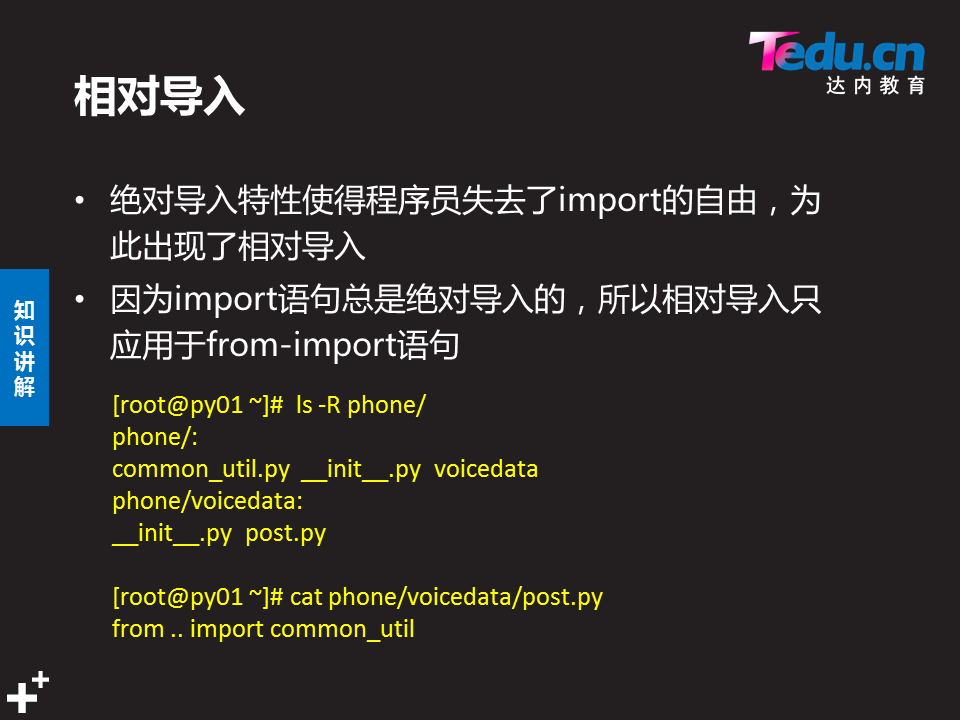 Tedu.cn
达内教育
相对导入
• 绝对导入特性使得程序员失去了import的自由，为
此出现了相对导入
• 因为import语句总是绝对导入的，所以相对导入只
应用于from-import语句
知识讲解
[root@py01 ~]# ls -R phone/
phone/:
common_util.py __init__.py voicedata
phone/voicedata:
__init__.py post.py
[root@py01 ~]# cat phone/voicedata/post.py
from .. import common_util